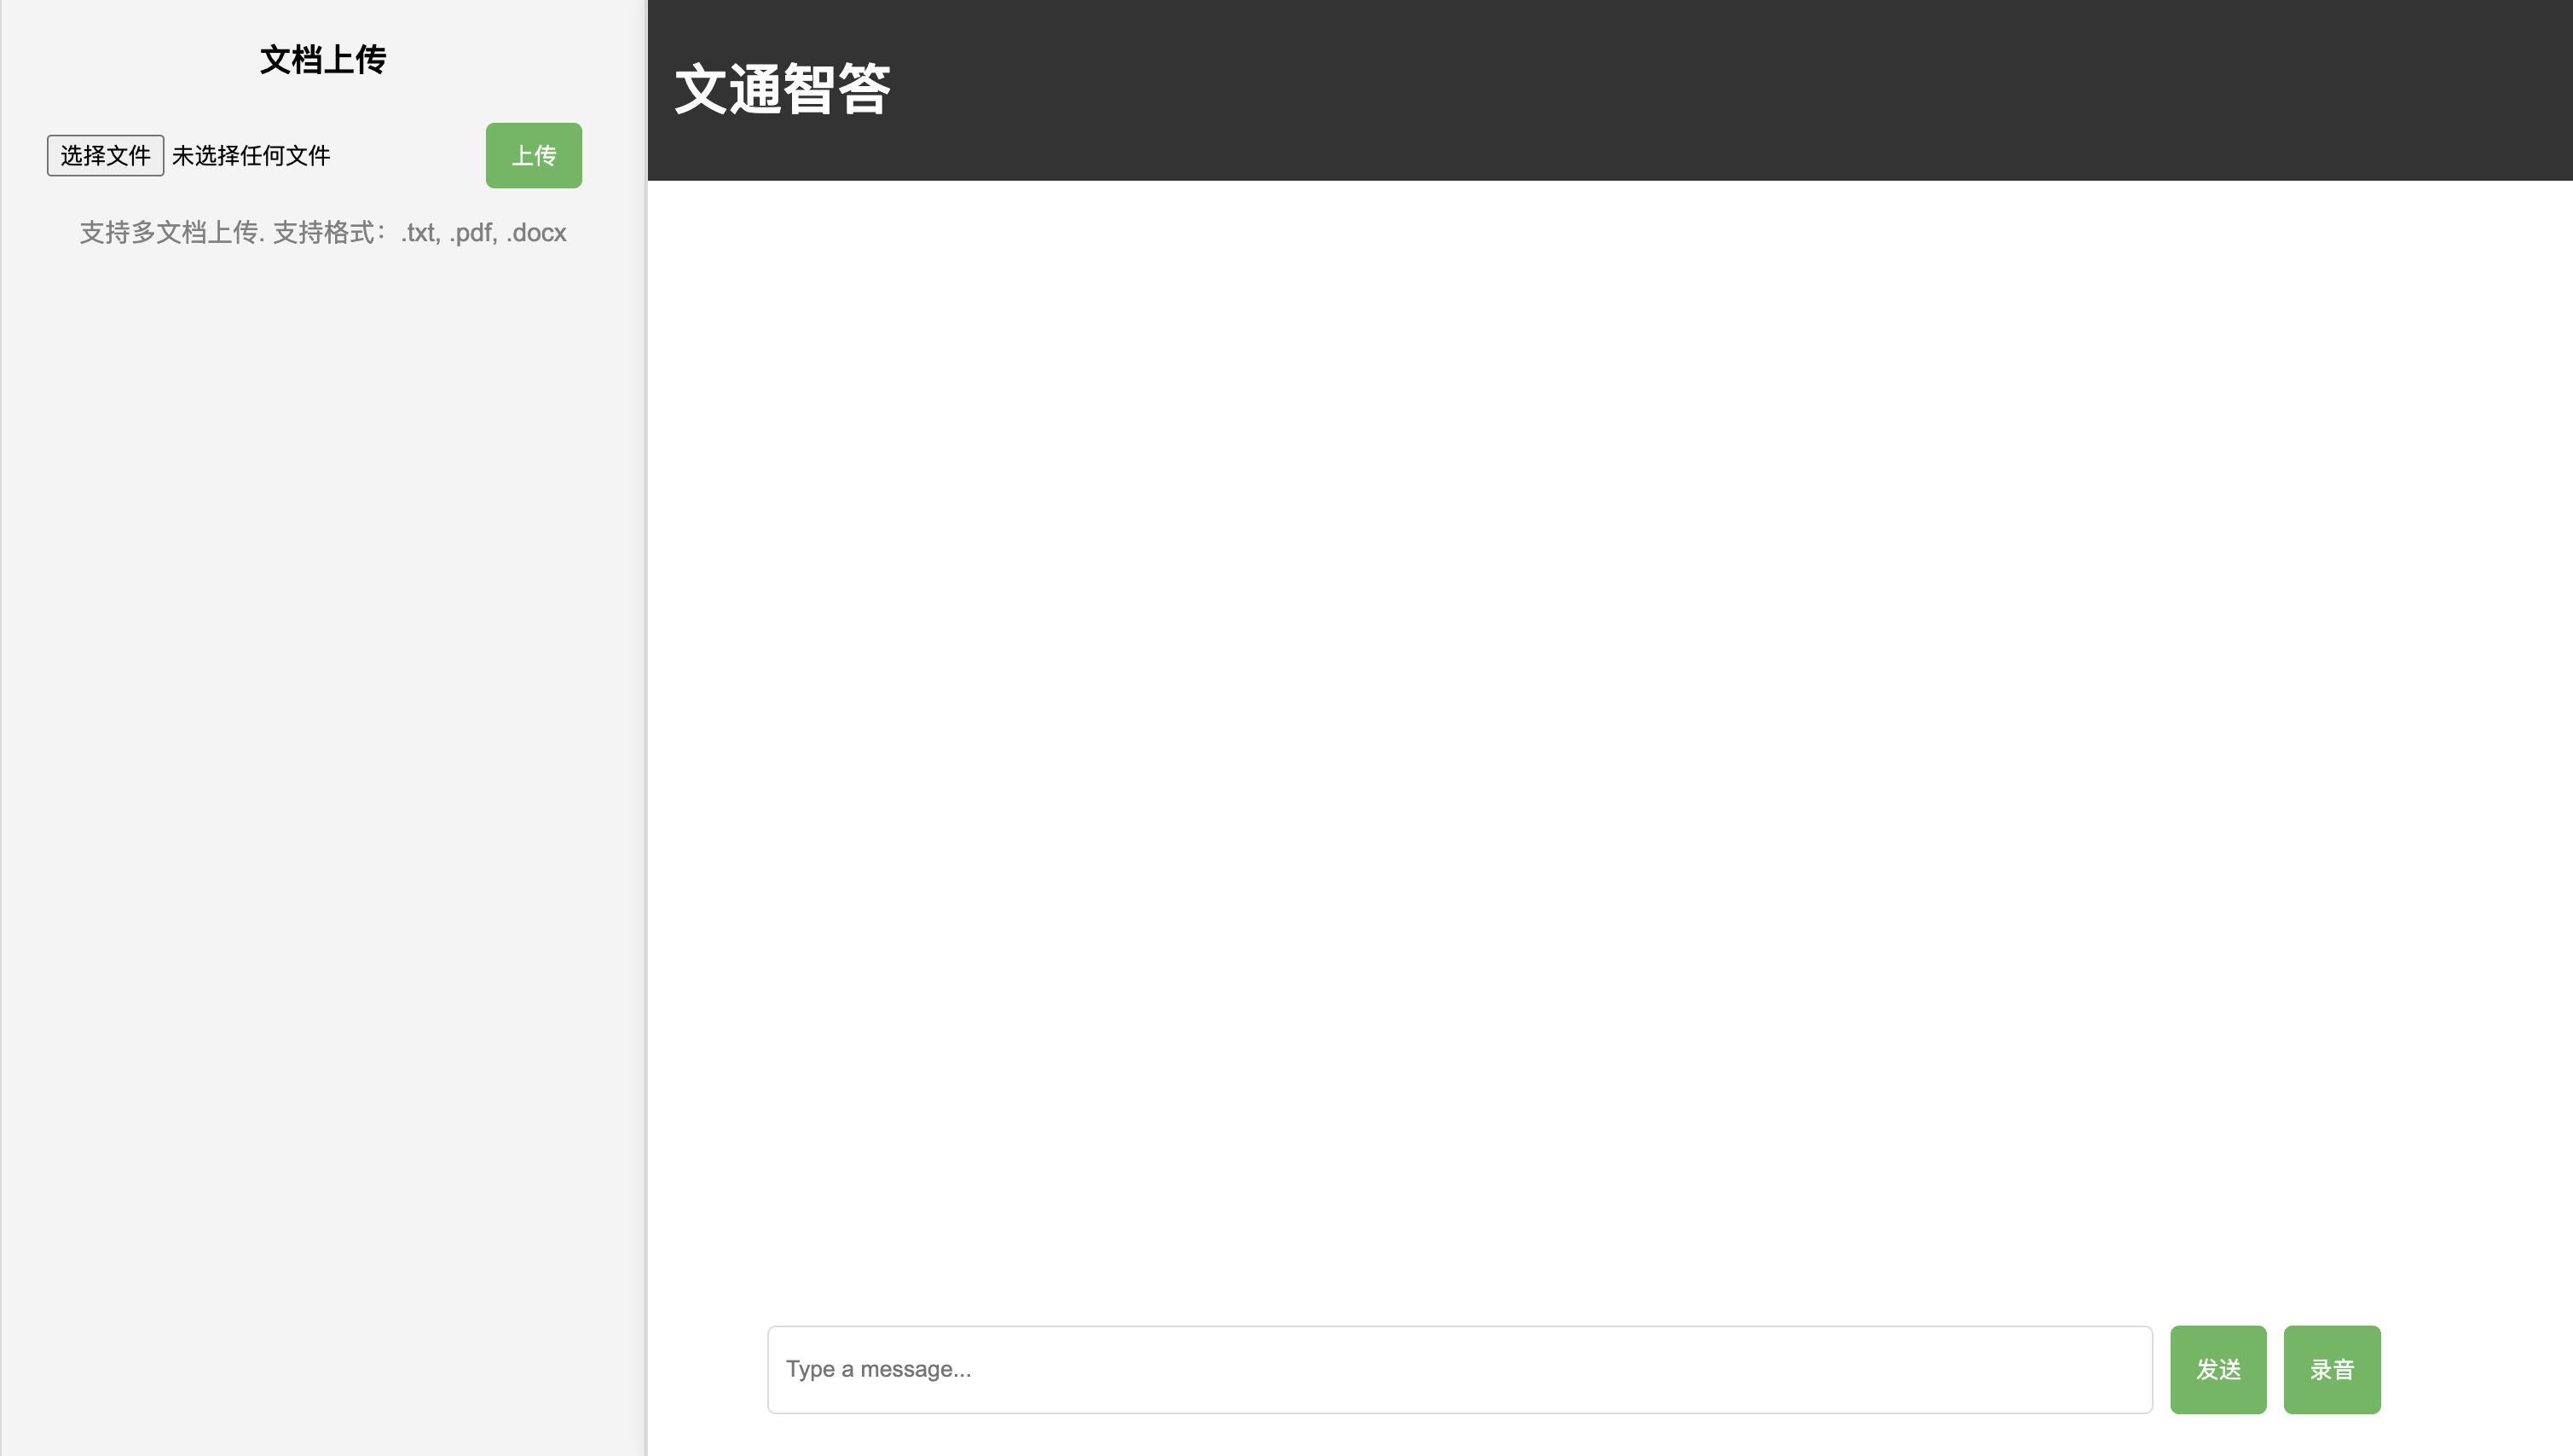 文档上传
选择文件 未选择任何文件
上传
支持多文档上传. 支持格式：.txt, .pdf, .docx
文通智答
Type a message...
发送
录音